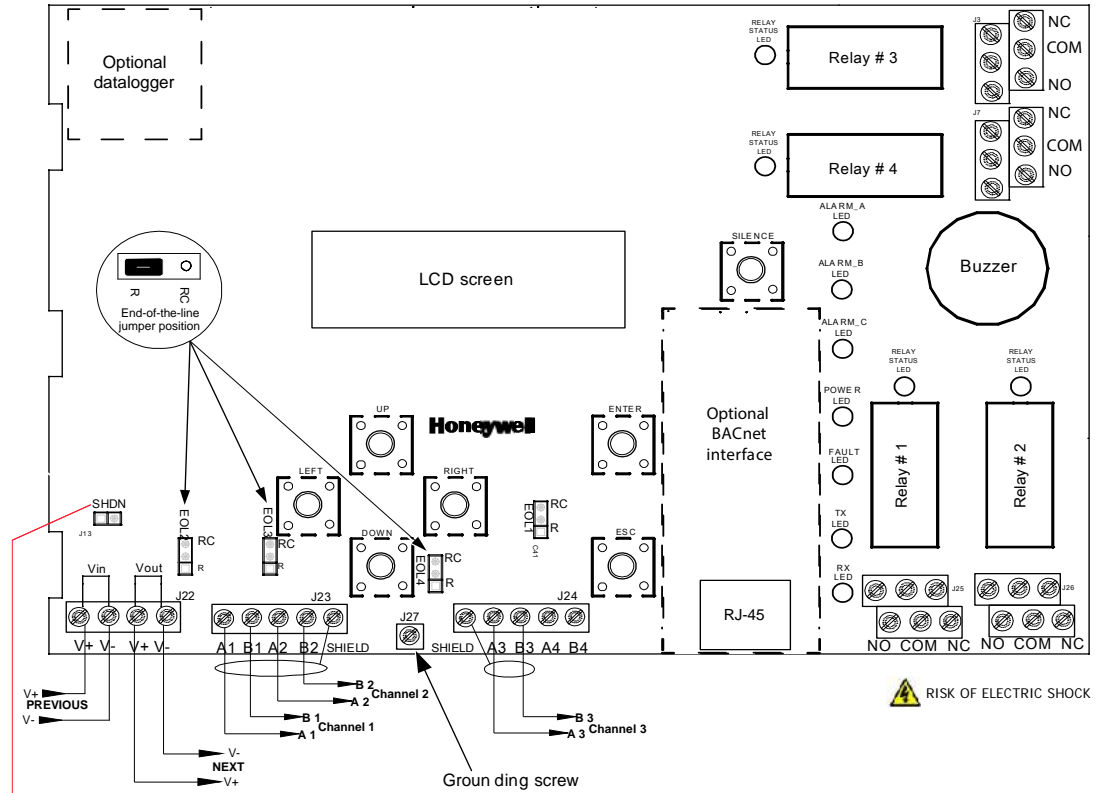 Optional
datalogger
RELAY
STATUS
LED
Relay # 3
J3
NC
COM
NO
RELAY
STATUS
LED
Relay # 4
J7
NC
COM
NO
ALARM_A
LED
SILENCE
ALARM_B
LED
Buzzer
R
RC
End-of-the-line
jumper position
LCD screen
ALARM_C
LED
RELAY
STATUS
LED
RELAY
STATUS
LED
POWER
LED
UP
Honeywell
ENTER
Optional
BACnet
interface
Relay # 1
Relay # 2
FAULT
LED
LEFT
RIGHT
SHDN
J13
EOL2
RC
R
EOL3
RC
R
DOWN
EOL4
RC
R
EOL1
RC
R
ESC
TX
LED
RX
LED
Vin
Vout
J22
J23
J27
J24
RJ-45
J25
J26
V+ V- V+ V-
A1 B1 A2 B2 SHIELD
SHIELD A3 B3 A4 B4
NO COM NC
NO COM NC
V+
PREVIOUS
V-
B 2
Channel 2
A 2
B 1
Channel 1
A 1
B 3
Channel 3
A 3
RISK OF ELECTRIC SHOCK
V-
NEXT
V+
Grounding screw